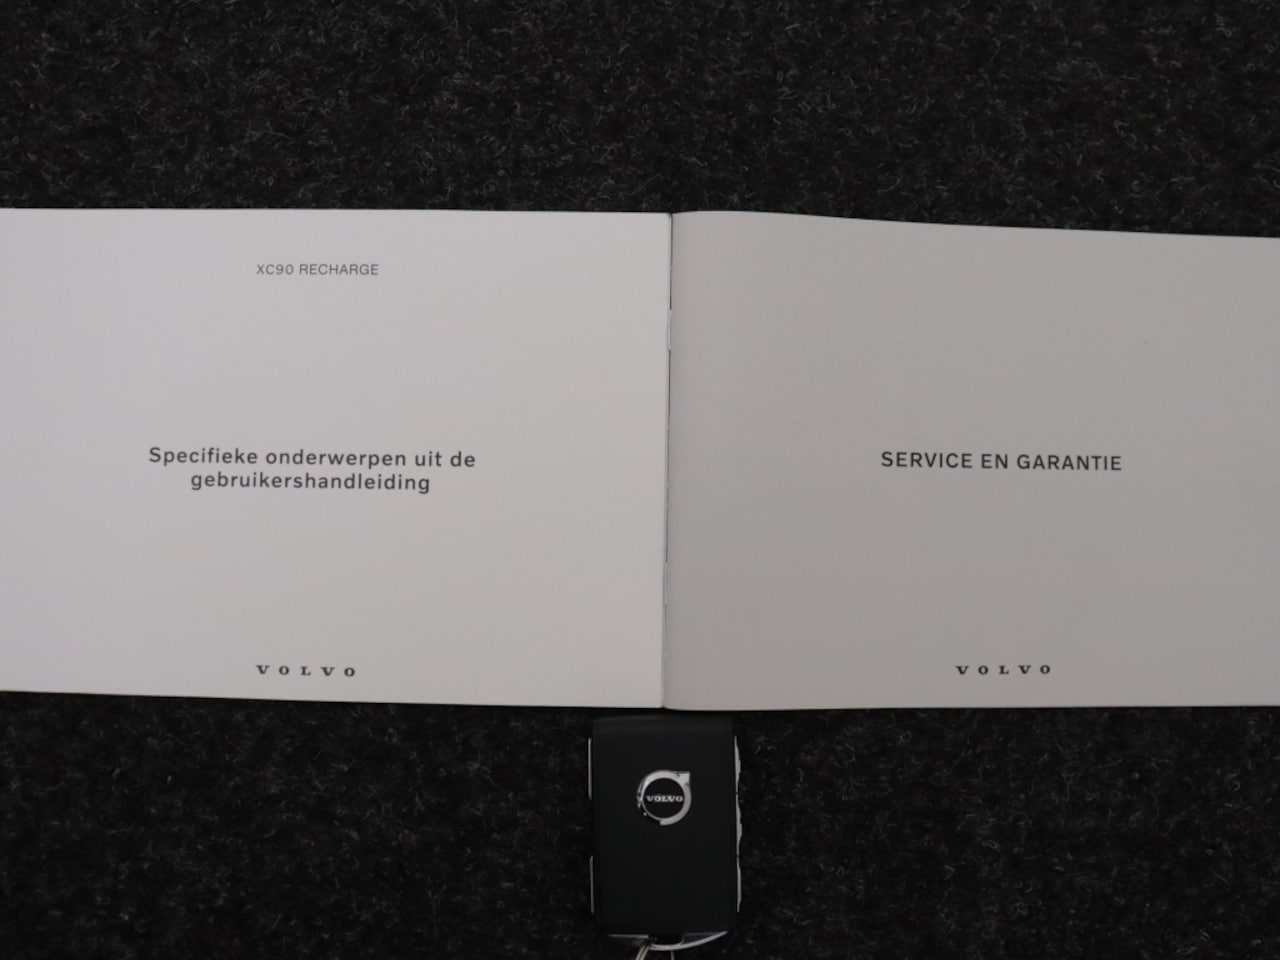 XC90 RECHARGE
Specifieke onderwerpen uit de
gebruikershandleiding
VOLVO
SERVICE EN GARANTIE
VOLVO
VOLVO